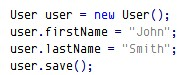 User user = new User();
user.firstName = "John";
user.lastName = "Smith";
user.save();